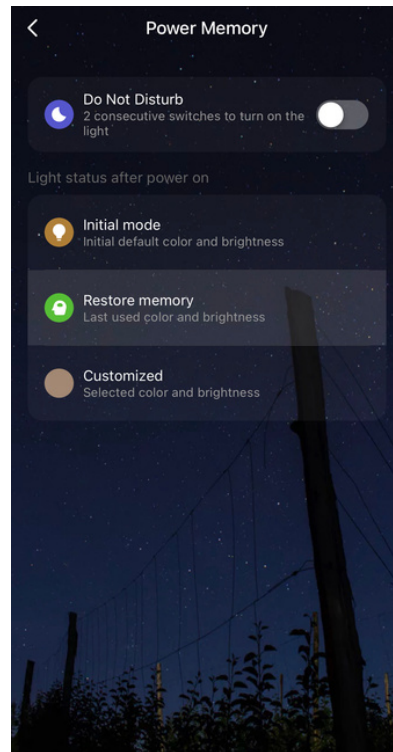 Power Memory
Do Not Disturb
2 consecutive switches to turn on the
light
Light status after power on
Initial mode
Initial default color and brightness
Restore memory
Last used color and brightness
Customized
Selected color and brightness